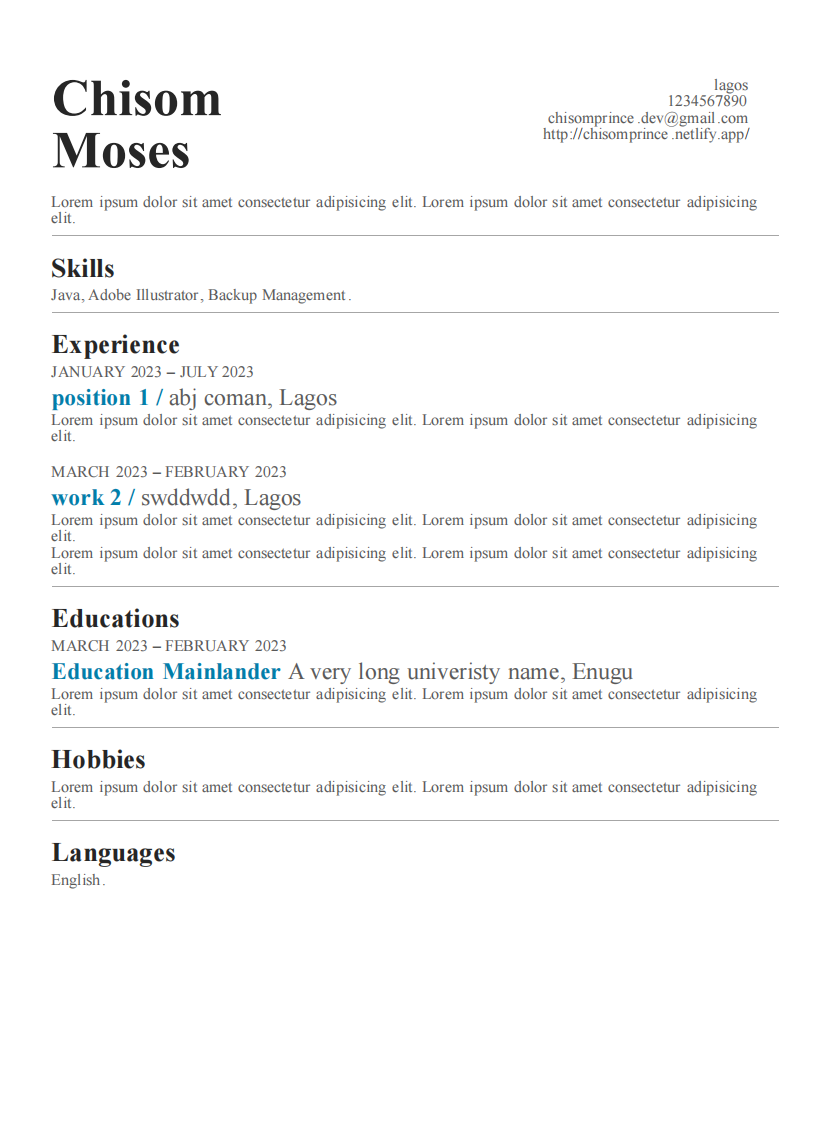 Chisom
Moses
lagos
1234567890
chisomprince.dev@gmail.com
http://chisomprince.netlify.app/
Lorem ipsum dolor sit amet consectetur adipisicing elit. Lorem ipsum dolor sit amet consectetur adipisicing
elit.
Skills
Java, Adobe Illustrator, Backup Management.
Experience
JANUARY 2023 – JULY 2023
position 1 / abj coman, Lagos
Lorem ipsum dolor sit amet consectetur adipisicing elit. Lorem ipsum dolor sit amet consectetur adipisicing
elit.
MARCH 2023 – FEBRUARY 2023
work 2 / swddwdd, Lagos
Lorem ipsum dolor sit amet consectetur adipisicing elit. Lorem ipsum dolor sit amet consectetur adipisicing
elit.
Lorem ipsum dolor sit amet consectetur adipisicing elit. Lorem ipsum dolor sit amet consectetur adipisicing
elit.
Educations
MARCH 2023 – FEBRUARY 2023
Education Mainlander A very long univeristy name, Enugu
Lorem ipsum dolor sit amet consectetur adipisicing elit. Lorem ipsum dolor sit amet consectetur adipisicing
elit.
Hobbies
Lorem ipsum dolor sit amet consectetur adipisicing elit. Lorem ipsum dolor sit amet consectetur adipisicing
elit.
Languages
English.